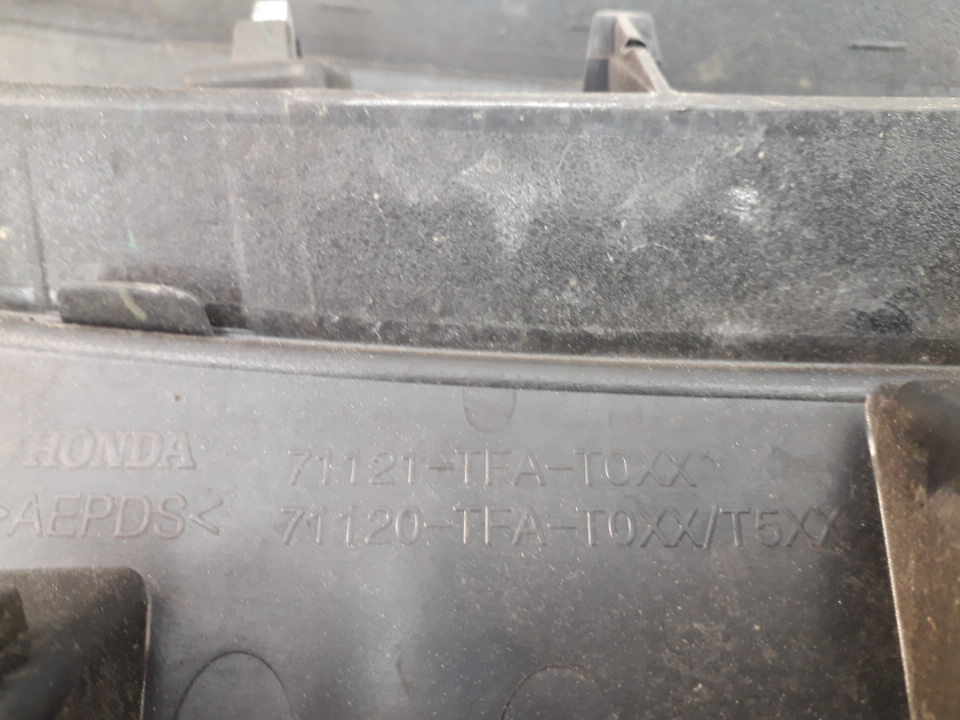 HONDA 71121-TFA-T0XX
>AEPDS< 71120-TFA-T0XX/T5XX